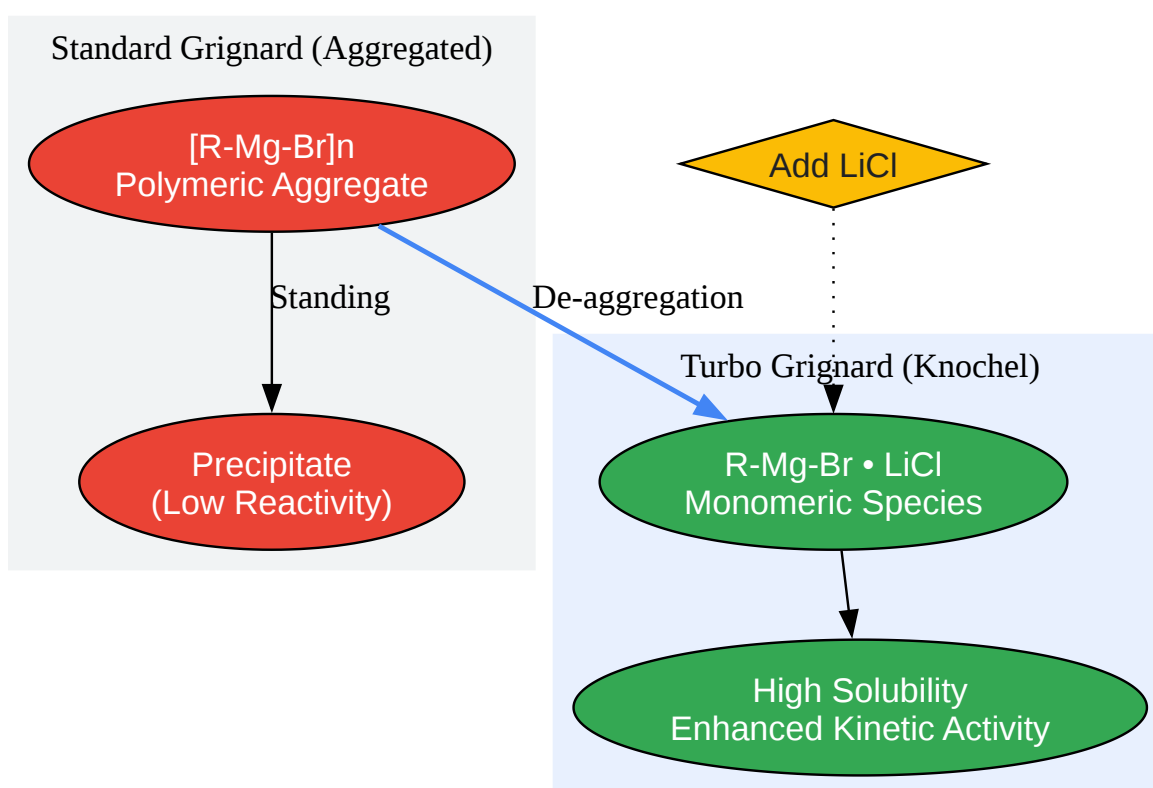 Standard Grignard (Aggregated)
[R-Mg-Br]n
Polymeric Aggregate
Add LiCl
Standing
De-aggregation
Turbo Grignard (Knochel)
Precipitate
(Low Reactivity)
R-Mg-Br • LiCl
Monomeric Species
High Solubility
Enhanced Kinetic Activity